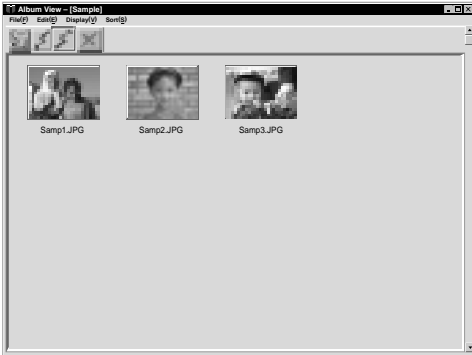 Album View – [Sample]
File(F) Edit(E) Display(V) Sort(S)
Samp1.JPG Samp2.JPG Samp3.JPG